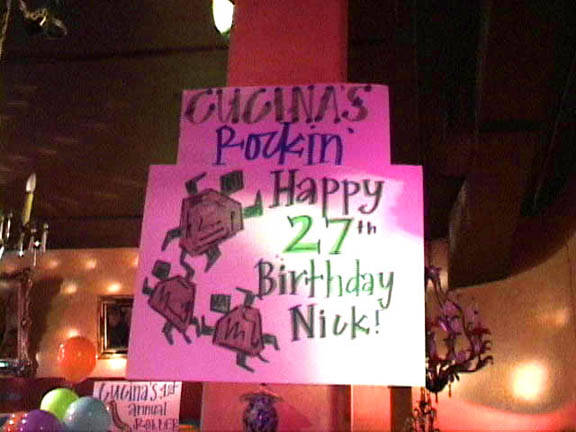 CUCINA'S
Rockin'
Happy
27th
Birthday
Nick!
CUCINA'S 1st
annual